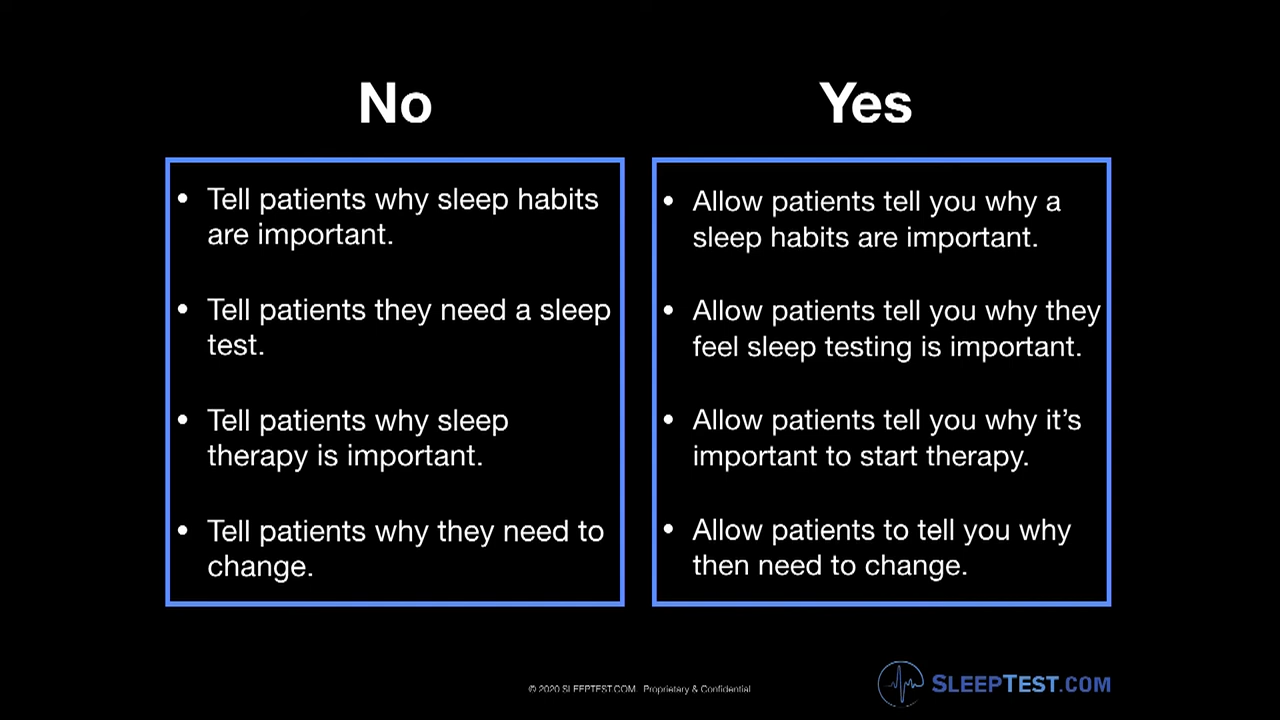 No
• Tell patients why sleep habits
are important.
• Tell patients they need a sleep
test.
• Tell patients why sleep
therapy is important.
• Tell patients why they need to
change.
Yes
• Allow patients tell you why a
sleep habits are important.
• Allow patients tell you why they
feel sleep testing is important.
• Allow patients tell you why it’s
important to start therapy.
• Allow patients to tell you why
then need to change.
© 2020 SLEEPTEST.COM. Proprietary & Confidential
SLEEPTEST.COM